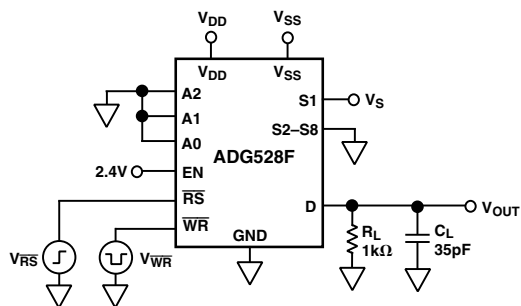 VDD VSS
VDD VSS
A2
A1
A0
S1 VS
S2–S8
ADG528F
2.4V EN
RS
D VOUT
WR
GND
RL
1kΩ
CL
35pF
VRS
VWR